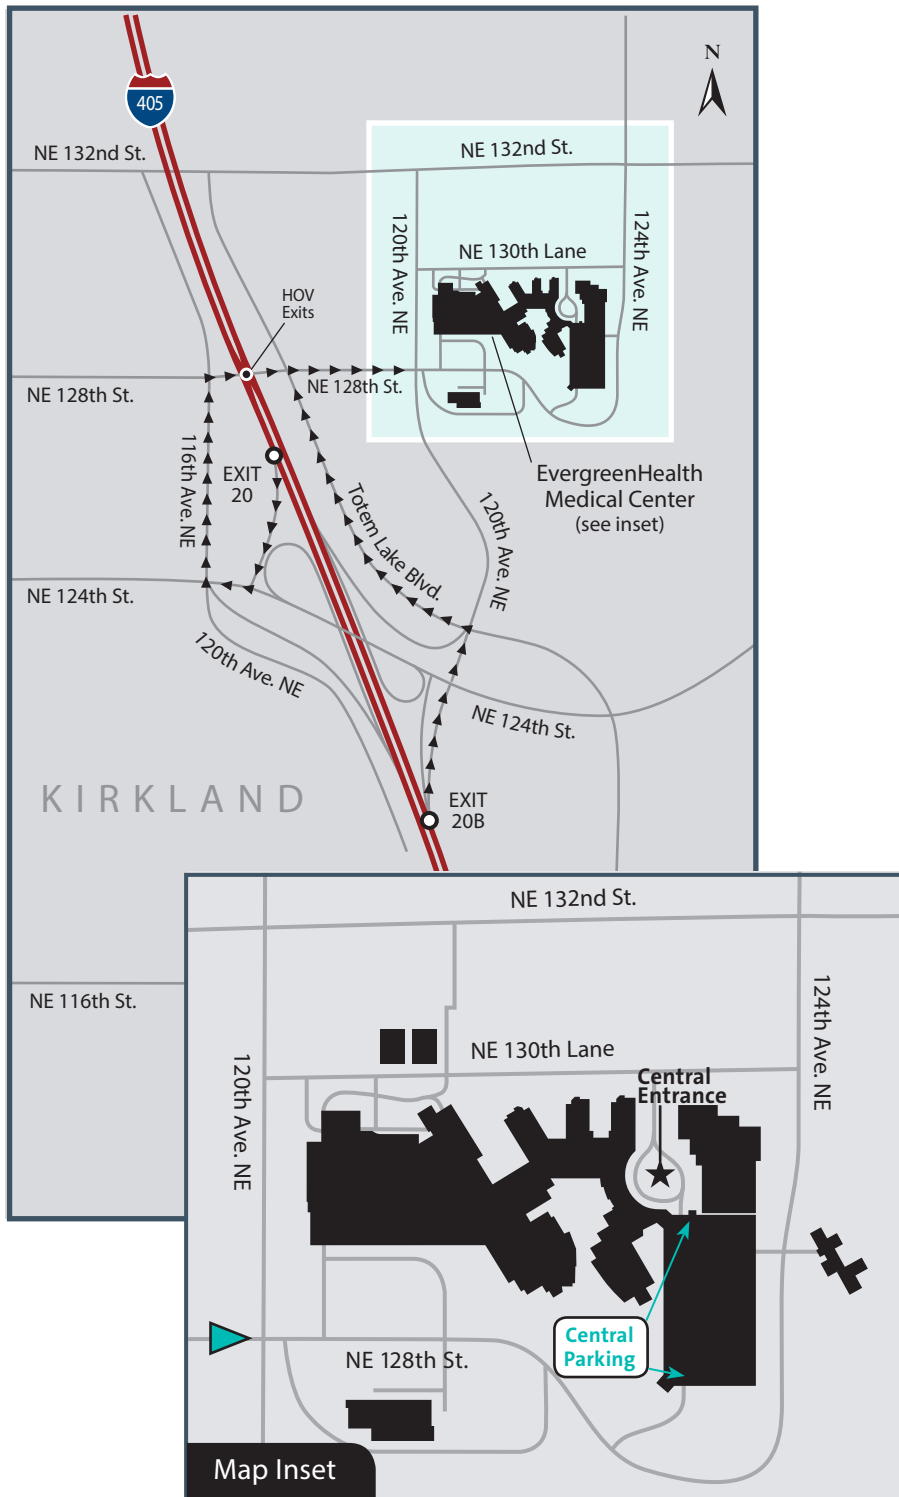 N
405
NE 132nd St.
NE 132nd St.
120th Ave. NE
124th Ave. NE
NE 130th Lane
HOV
Exits
NE 128th St.
NE 128th St.
116th Ave. NE
EXIT
20
Totem Lake Blvd.
120th Ave. NE
EvergreenHealth
Medical Center
(see inset)
NE 124th St.
120th Ave. NE
NE 124th St.
KIRKLAND
EXIT
20B
NE 116th St.
NE 132nd St.
124th Ave. NE
120th Ave. NE
NE 130th Lane
Central
Entrance
Central
Parking
NE 128th St.
Map Inset